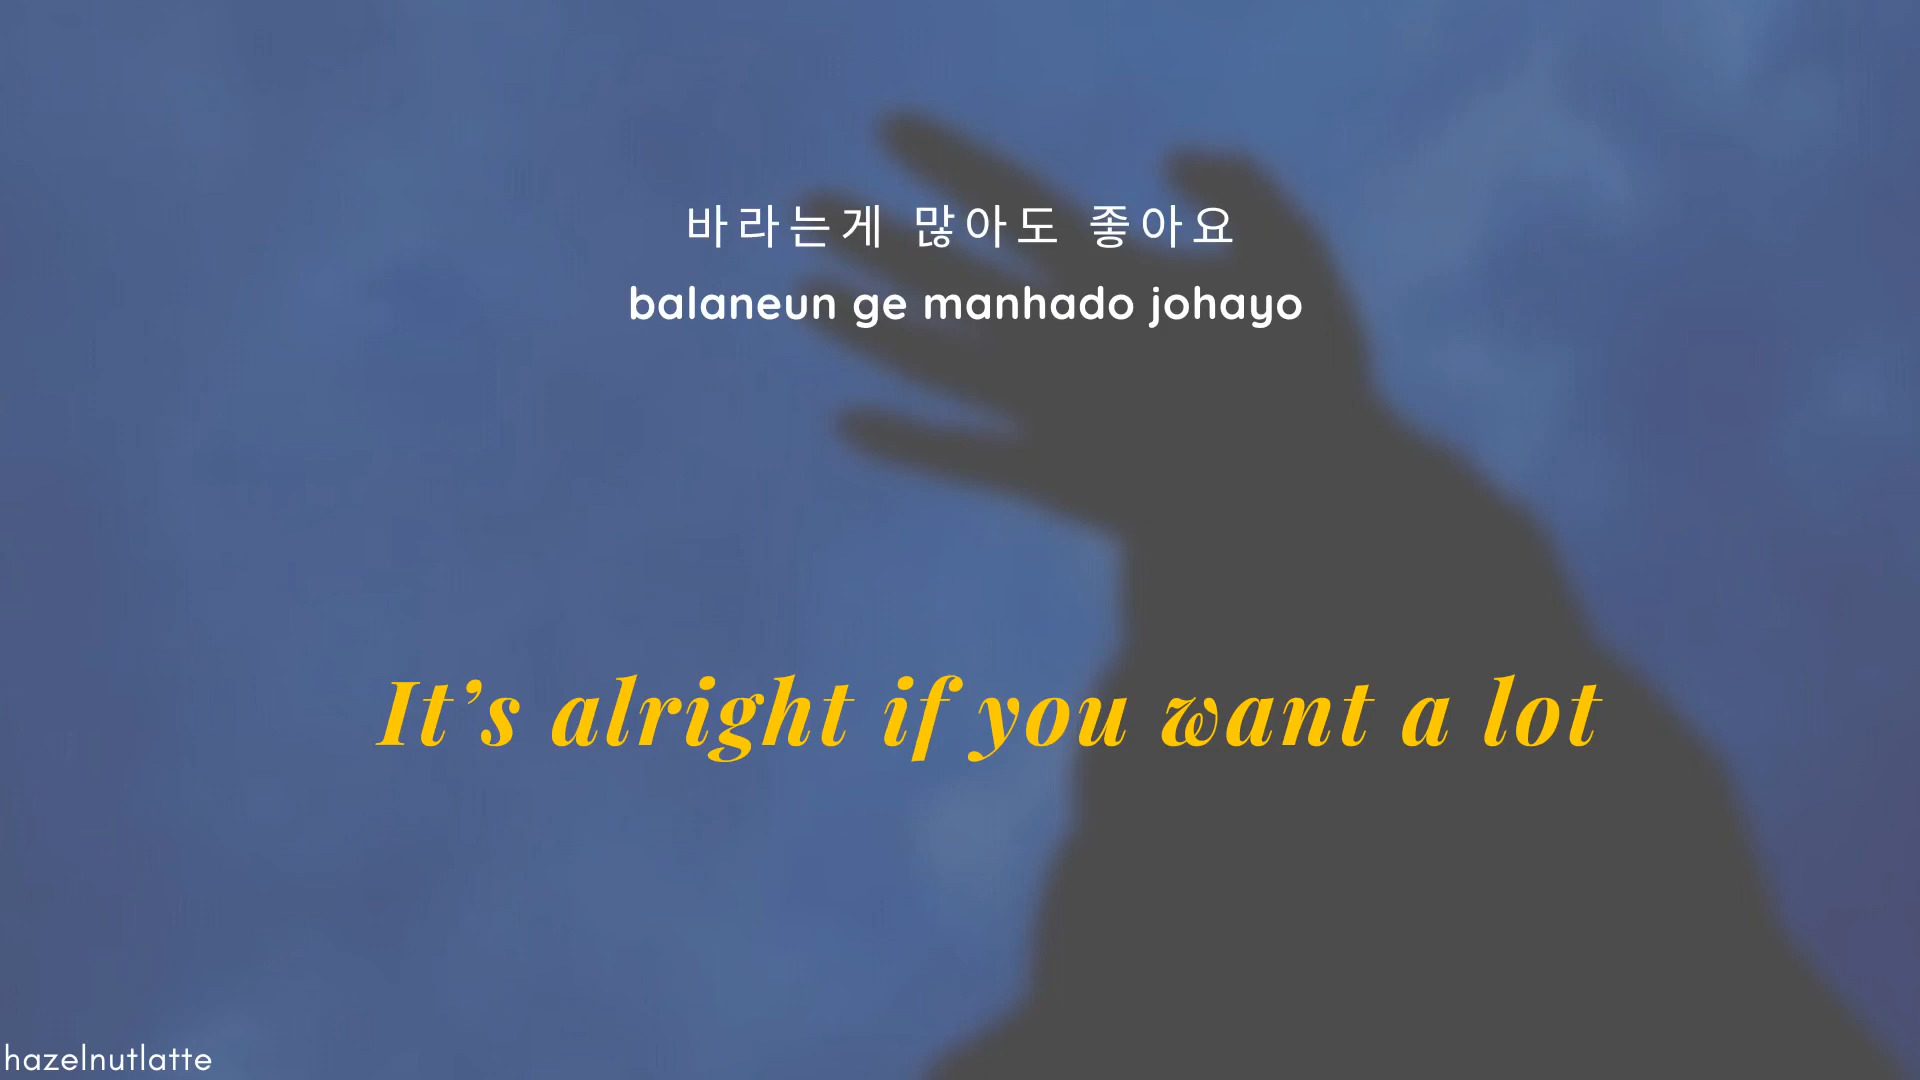 바라는게 많아도 좋아요
balaneun ge manhado johayo
It's alright if you want a lot
hazelnutlatte